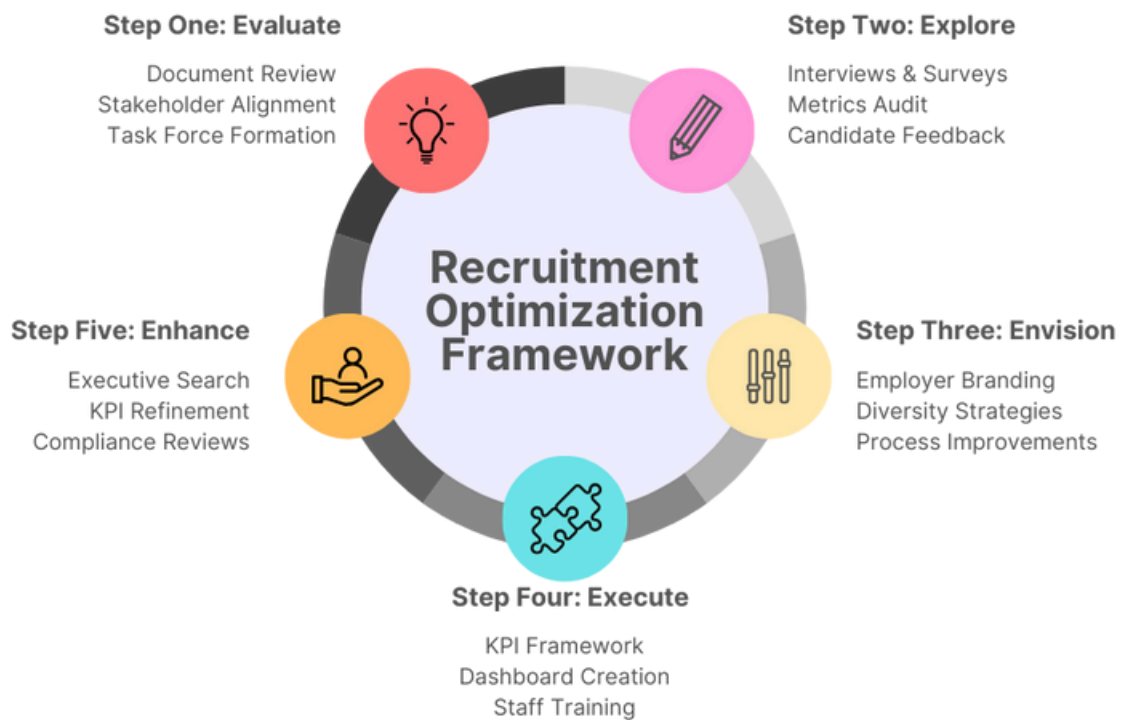 Step One: Evaluate
Document Review
Stakeholder Alignment
Task Force Formation
Step Two: Explore
Interviews & Surveys
Metrics Audit
Candidate Feedback
Recruitment
Optimization
Framework
Step Three: Envision
Employer Branding
Diversity Strategies
Process Improvements
Step Four: Execute
KPI Framework
Dashboard Creation
Staff Training
Step Five: Enhance
Executive Search
KPI Refinement
Compliance Reviews